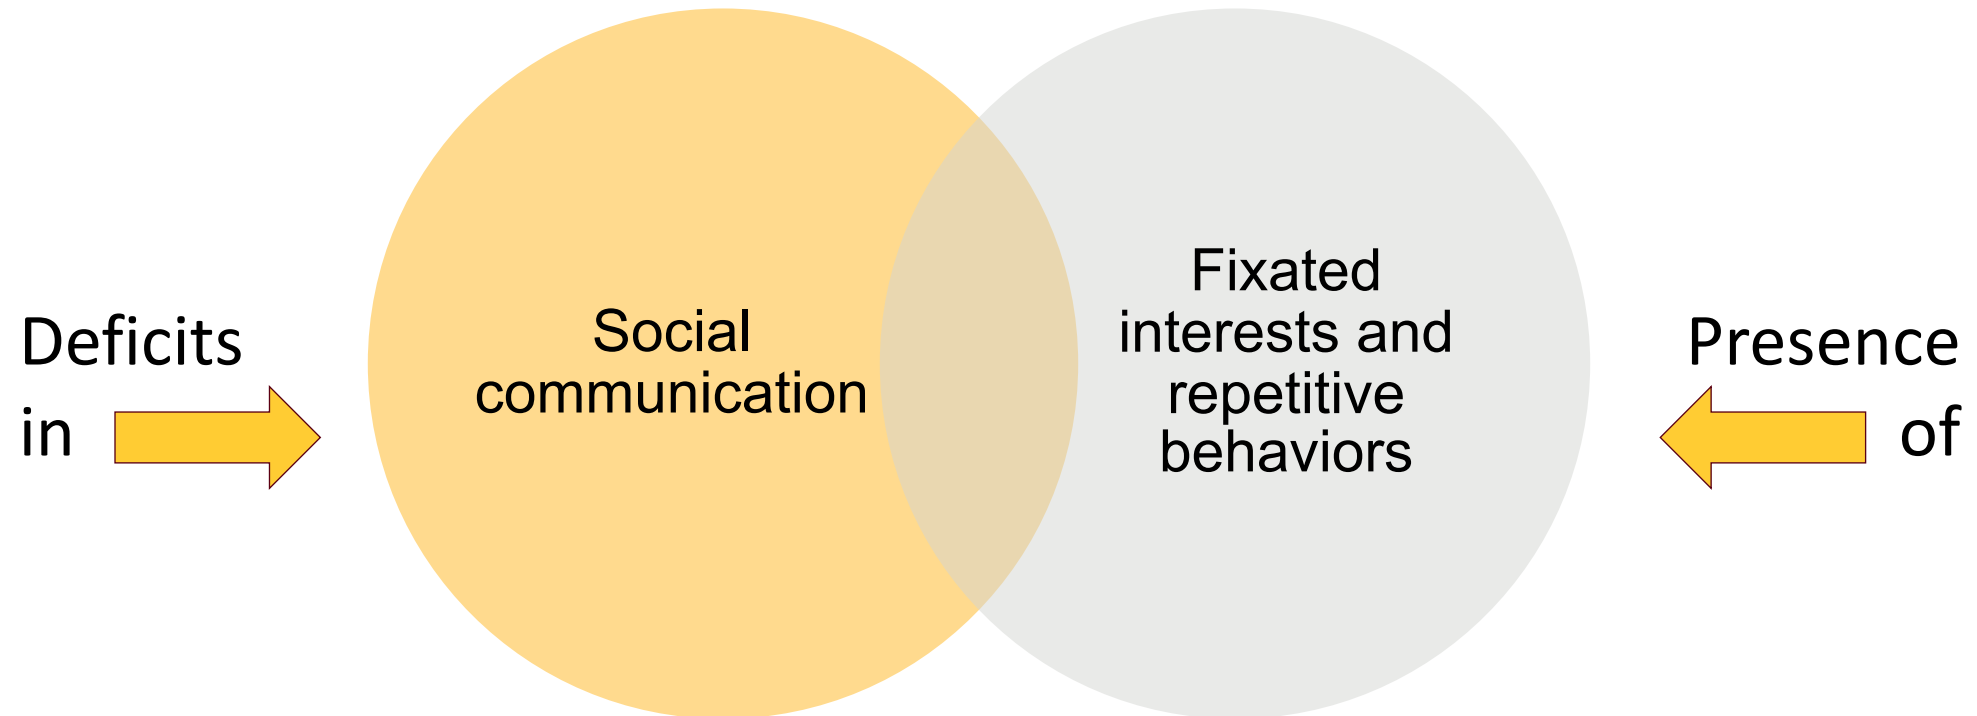 Deficits
in
Social
communication
Fixated
interests and
repetitive
behaviors
Presence
of